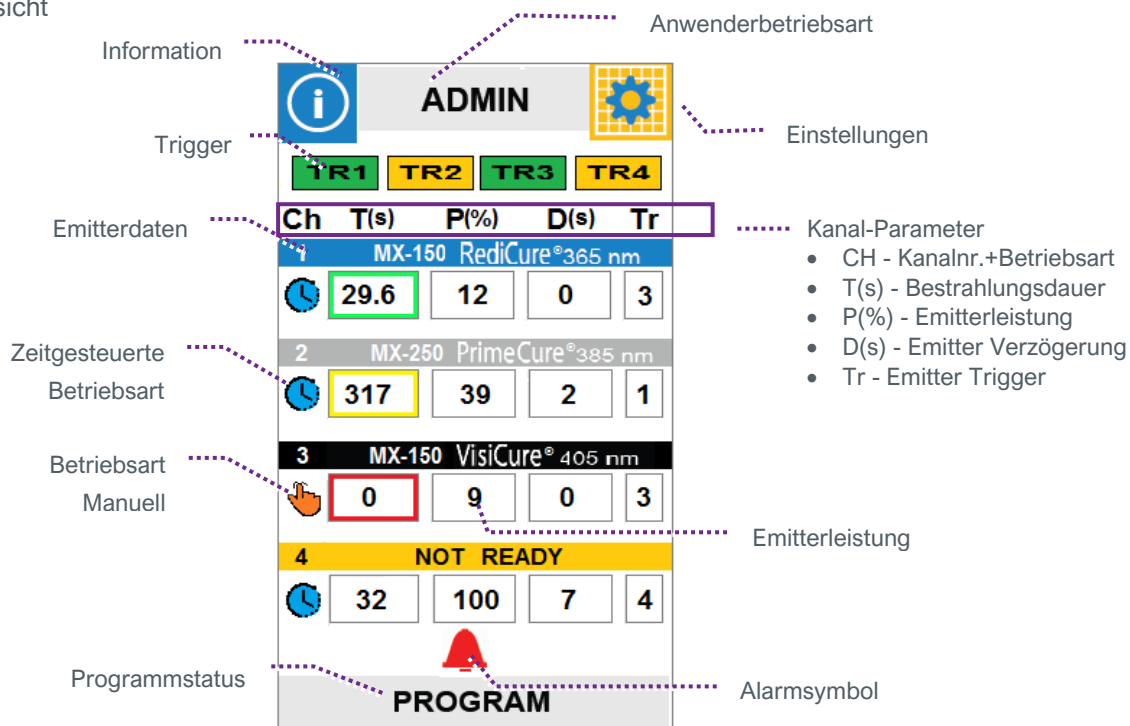 sicht
Anwenderbetriebsart
Information
ADMIN
Einstellungen
Trigger
TR1 TR2 TR3 TR4
Emitterdaten
Ch T(s) P(%) D(s) Tr
Kanal-Parameter
• CH - Kanalnr.+Betriebsart
• T(s) - Bestrahlungsdauer
• P(%) - Emitterleistung
• D(s) - Emitter Verzögerung
• Tr - Emitter Trigger
1 MX-150 RediCure®365 nm
29.6 12 0 3
Zeitgesteuerte
Betriebsart
2 MX-250 PrimeCure®385 nm
317 39 2 1
Betriebsart
Manuell
3 MX-150 VisiCure® 405 nm
0 9 0 3
Emitterleistung
4 NOT READY
32 100 7 4
Programmstatus
Alarmsymbol
PROGRAM